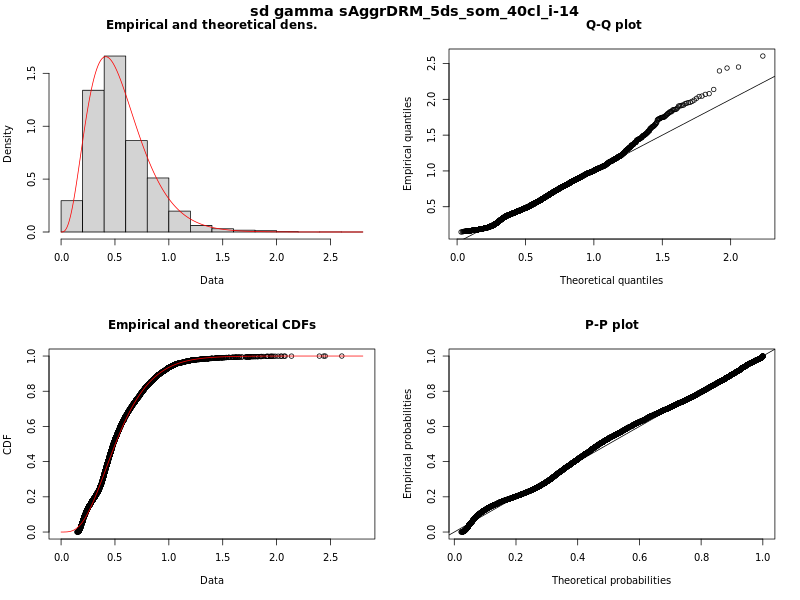 sd gamma sAggrDRM_5ds_som_40cl_i-14
Empirical and theoretical dens.
Density
0.0 0.5 1.0 1.5
0.0 0.5 1.0 1.5 2.0 2.5
Data
Q-Q plot
Empirical quantiles
0.5 1.0 1.5 2.0 2.5
0.0 0.5 1.0 1.5 2.0
Theoretical quantiles
Empirical and theoretical CDFs
CDF
0.0 0.2 0.4 0.6 0.8 1.0
0.0 0.5 1.0 1.5 2.0 2.5
Data
P-P plot
Empirical probabilities
0.0 0.2 0.4 0.6 0.8 1.0
0.0 0.2 0.4 0.6 0.8 1.0
Theoretical probabilities